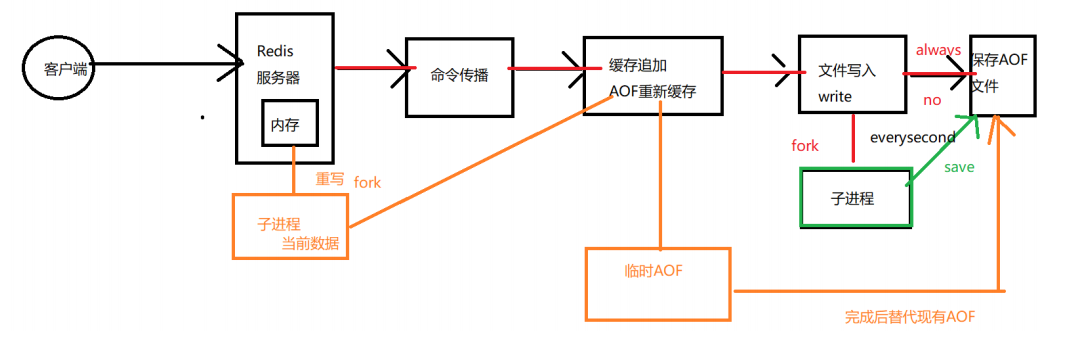 客户端
Redis
服务器
内存
命令传播
缓存追加
AOF重新缓存
文件写入
write
always
no
保存AOF
文件
fork
everysecond
save
子进程
重写
fork
子进程
当前数据
临时AOF
完成后替代现有AOF